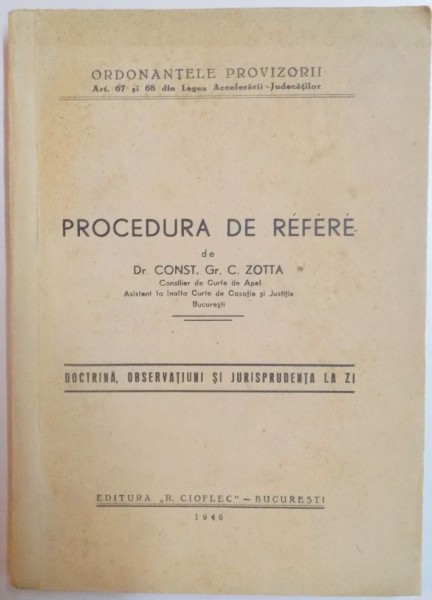 ORDONANȚELE PROVIZORII
Art. 67 și 68 din Legea Accelerării Judecăților
PROCEDURA DE RÉFÉRÉ
de
Dr. CONST. Gr. C. ZOTTA
Consilier de Curte de Apel
Asistent la Inalta Curte de Casație și Justiție
București
DOCTRINĂ, OBSERVAȚIUNI ȘI JURISPRUDENȚA LA ZI
EDITURA „R. CIOFLEC" — BUCUREȘTI
1946